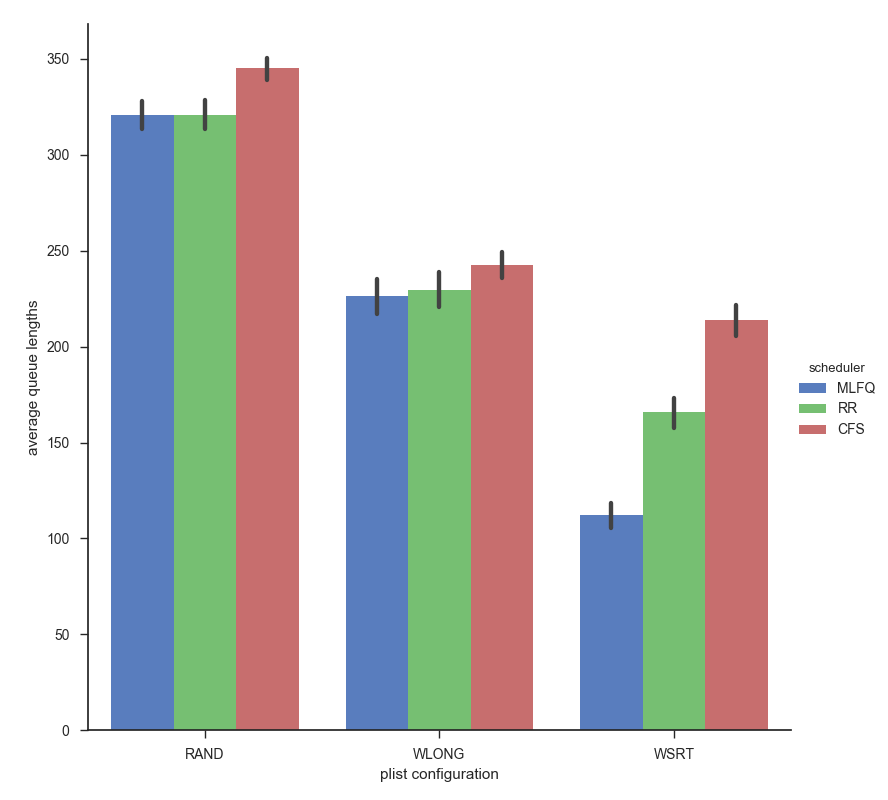 350
300
250
200
150
100
50
0
average queue lengths
RAND
WLONG
WSRT
plist configuration
scheduler
MLFQ
RR
CFS